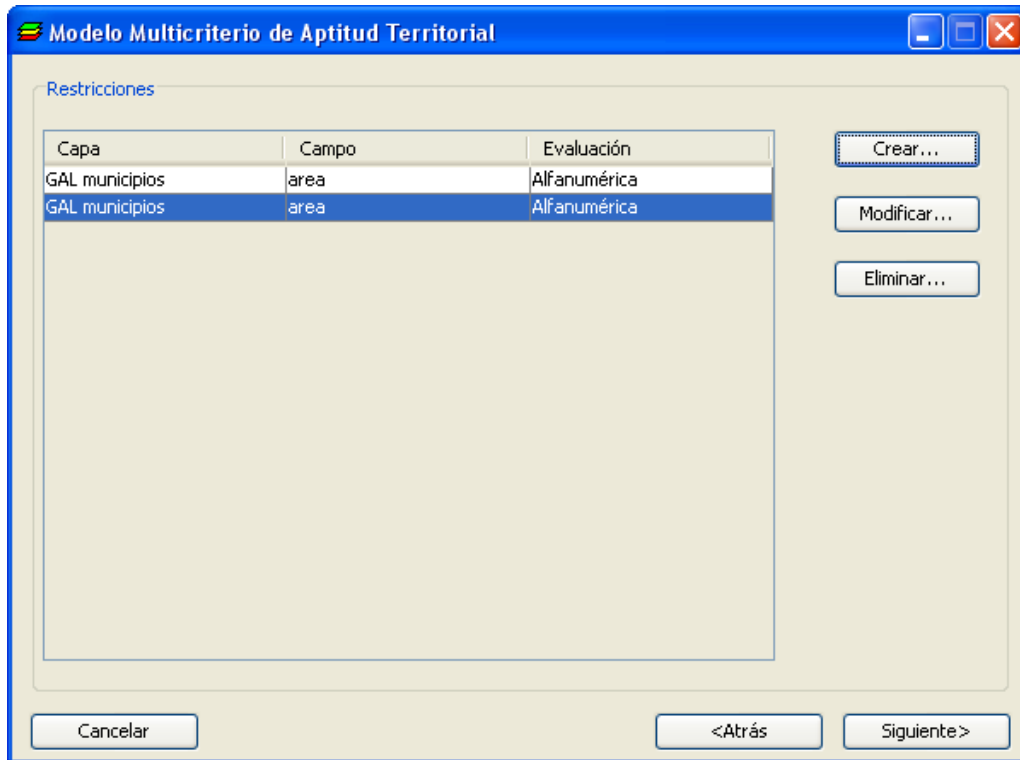 Modelo Multicriterio de Aptitud Territorial
Restricciones
Capa Campo Evaluación
GAL municipios area Alfanumérica
GAL municipios area Alfanumérica
Crear...
Modificar...
Eliminar...
Cancelar <Atrás Siguiente>